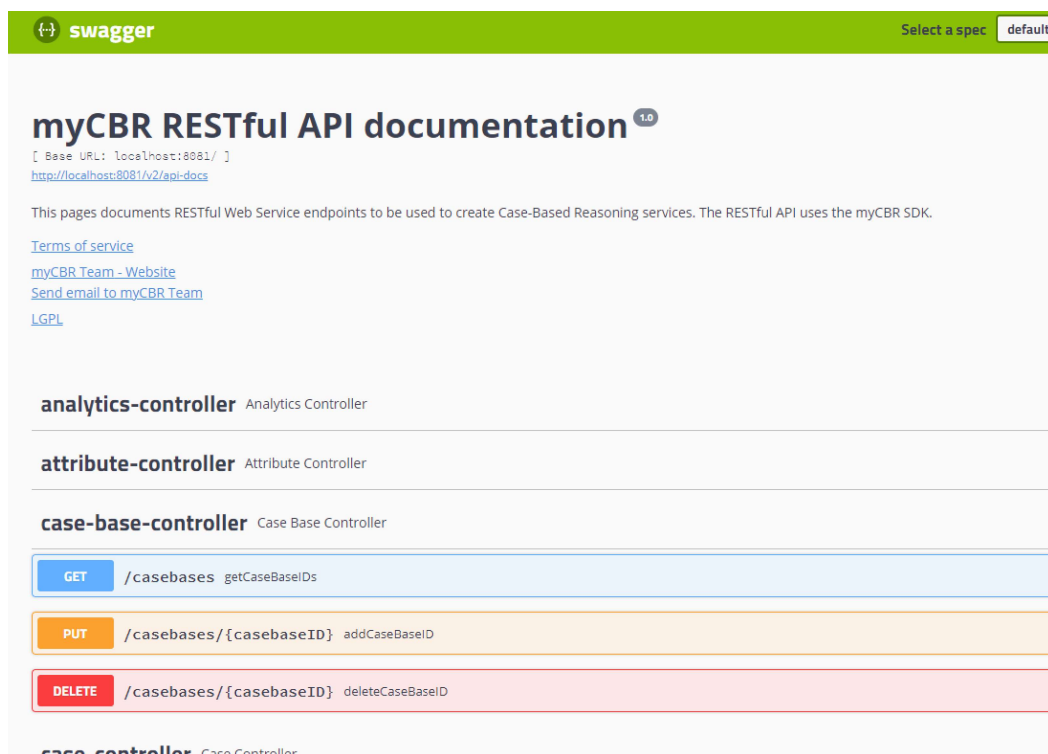 {··} swagger Select a spec default
myCBR RESTful API documentation 1.0
[ Base URL: localhost:8081/ ]
http://localhost:8081/v2/api-docs
This pages documents RESTful Web Service endpoints to be used to create Case-Based Reasoning services. The RESTful API uses the myCBR SDK.
Terms of service
myCBR Team - Website
Send email to myCBR Team
LGPL
analytics-controller Analytics Controller
attribute-controller Attribute Controller
case-base-controller Case Base Controller
GET /casebases getCaseBaseIDs
PUT /casebases/{casebaseID} addCaseBaseID
DELETE /casebases/{casebaseID} deleteCaseBaseID
case-controller Case Controller